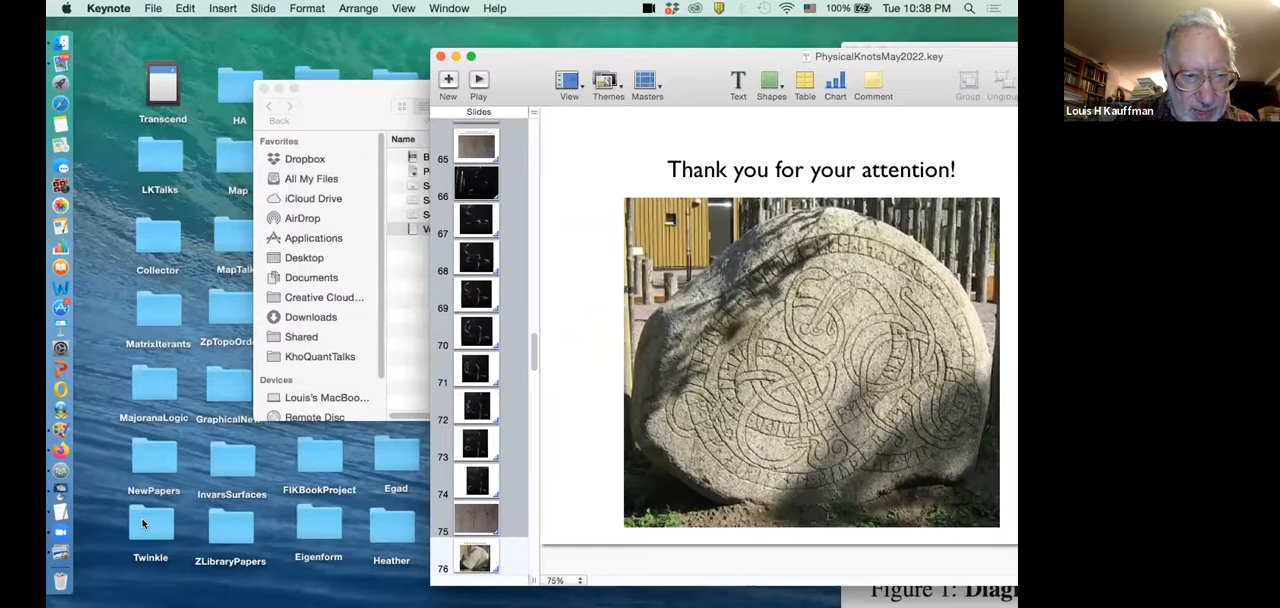 Keynote File Edit Insert Slide Format Arrange View Window Help 100% Tue 10:38 PM
Louis H Kauffman
PhysicalKnotsMay2022.key
New Play View Themes Masters Text Shapes Table Chart Comment Group Ungrou
Slides
Back
Name
Favorites
Dropbox
All My Files
iCloud Drive
AirDrop
Applications
Desktop
Documents
Creative Cloud...
Downloads
Shared
KhoQuantTalks
Devices
Louis's MacBoo...
Remote Disc
Transcend HA
LKTalks Map
Collector MapTal
MatrixIterants ZpTopoOrd
MajoranaLogic GraphicalNe
NewPapers InvarsSurfaces FIKBookProject Egad
Twinkle ZLibraryPapers Eigenform Heather
65
66
67
68
69
70
71
72
73
74
75
76
Thank you for your attention!
75%
Figure 1: Diag